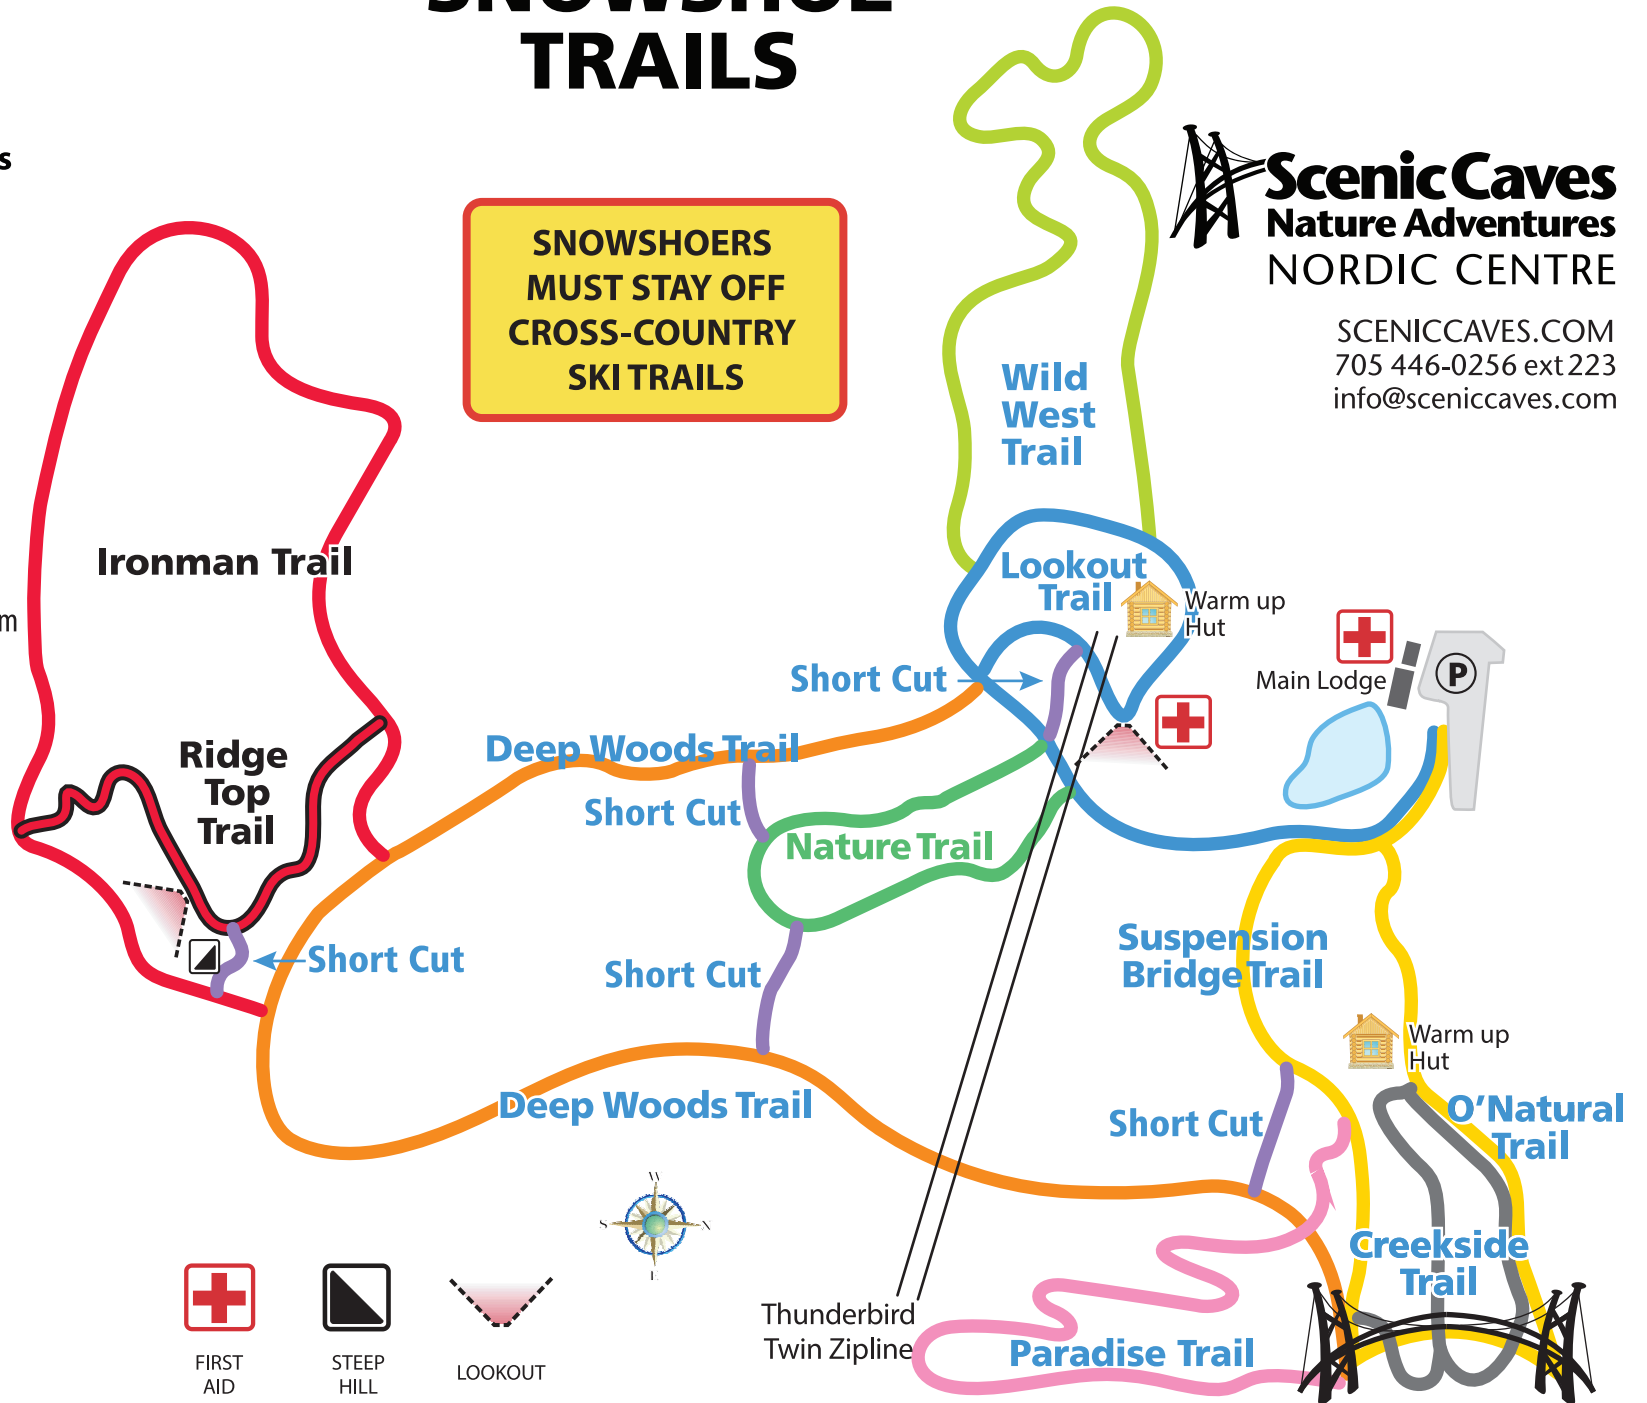 SNOWSHOE
TRAILS
s
SNOWSHOERS
MUST STAY OFF
CROSS-COUNTRY
SKI TRAILS
Scenic Caves
Nature Adventures
NORDIC CENTRE
SCENICCAVES.COM
705 446-0256 ext 223
info@sceniccaves.com
Wild
West
Trail
Ironman Trail
m
Lookout
Trail
Warm up
Hut
Short Cut
Main Lodge
P
Deep Woods Trail
Ridge
Top
Trail
Short Cut
Nature Trail
Short Cut
Short Cut
Suspension
Bridge Trail
Warm up
Hut
Deep Woods Trail
Short Cut
O'Natural
Trail
W
S
N
E
Creekside
Trail
Thunderbird
Twin Zipline
Paradise Trail
FIRST
AID
STEEP
HILL
LOOKOUT